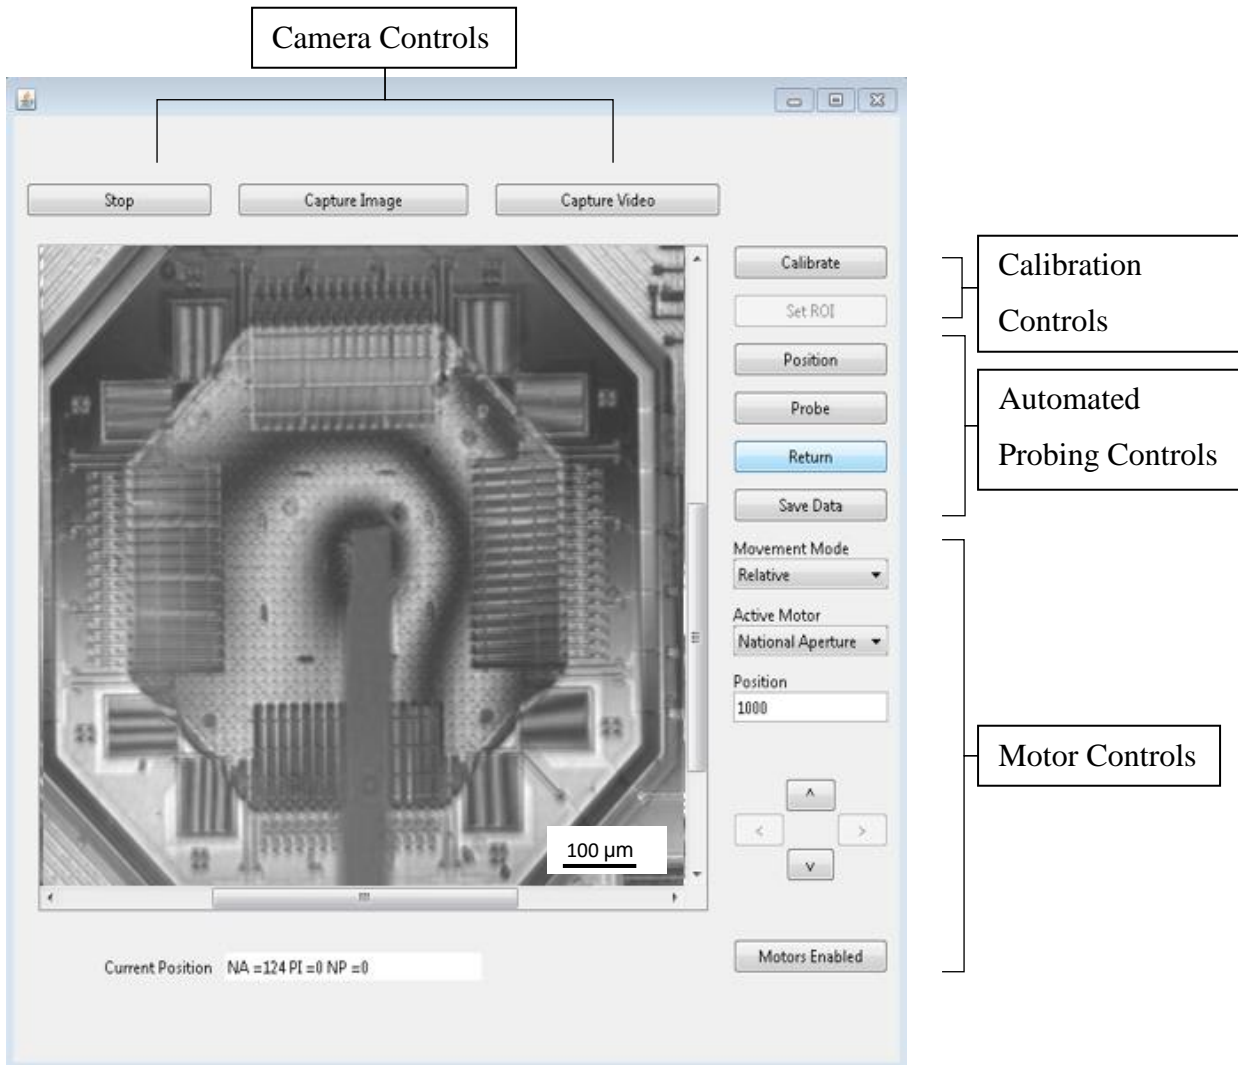 Camera Controls
Stop
Capture Image
Capture Video
Calibrate
Set ROI
Position
Probe
Return
Save Data
Movement Mode
Relative
Active Motor
National Aperture
Position
1000
^
<
>
v
Motors Enabled
100 µm
Current Position NA =124 PI =0 NP =0
Calibration
Controls
Automated
Probing Controls
Motor Controls